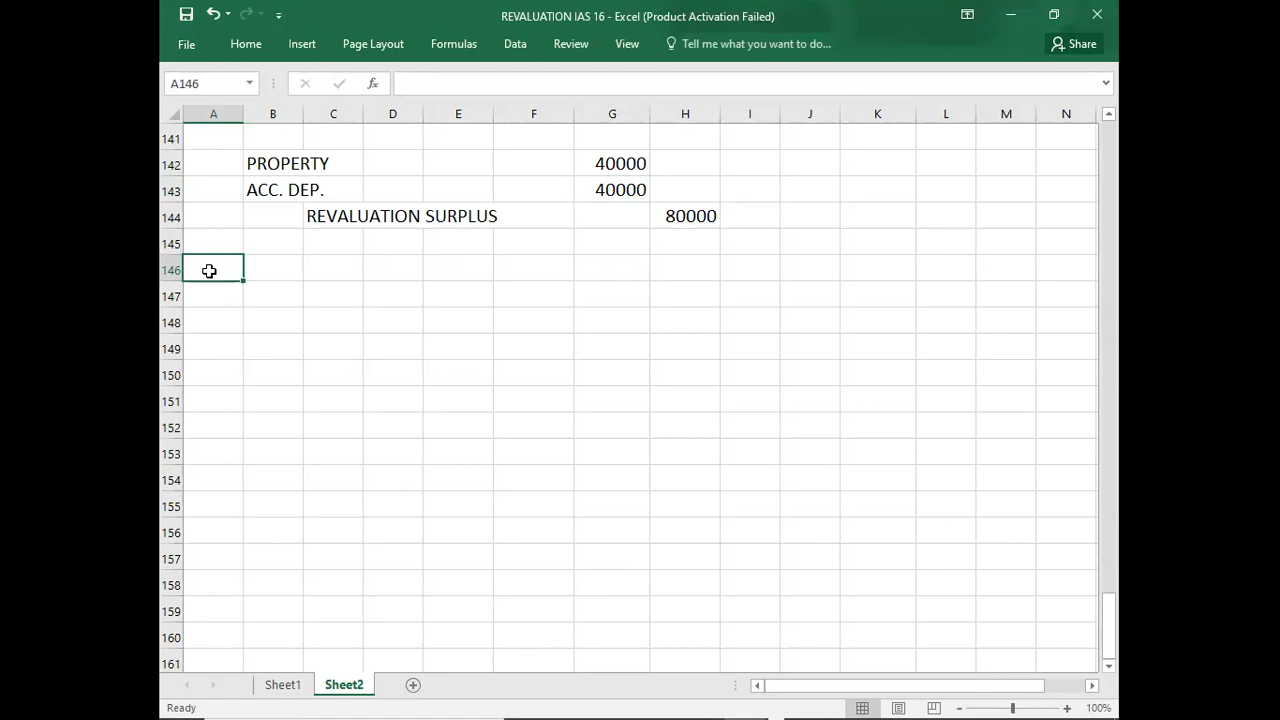 REVALUATION IAS 16 - Excel (Product Activation Failed)
File Home Insert Page Layout Formulas Data Review View Tell me what you want to do... Share
A146 fx
A B C D E F G H I J K L M N
141
142 PROPERTY 40000
143 ACC. DEP. 40000
144 REVALUATION SURPLUS 80000
145
146
147
148
149
150
151
152
153
154
155
156
157
158
159
160
161
Sheet1 Sheet2
Ready 100%